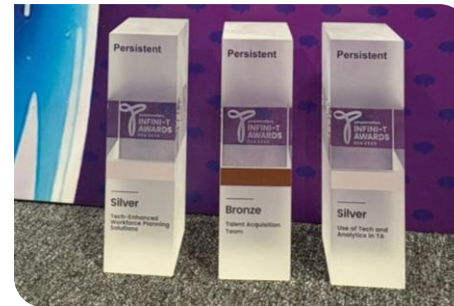 Persistent
INFINI-T
AWARDS
Silver
Tech-Enhanced
Workforce Planning
Solutions
Persistent
INFINI-T
AWARDS
Bronze
Talent Acquisition
Team
Persistent
INFINI-T
AWARDS
Silver
Use of Tech and
Analytics in TA